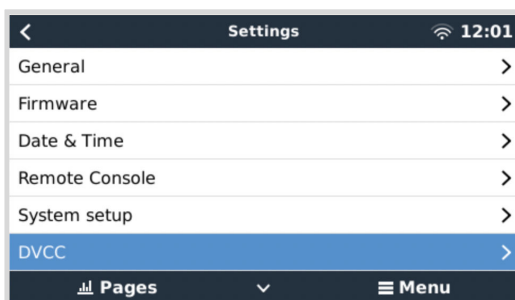 Settings 12:01
General
Firmware
Date & Time
Remote Console
System setup
DVCC
Pages Menu